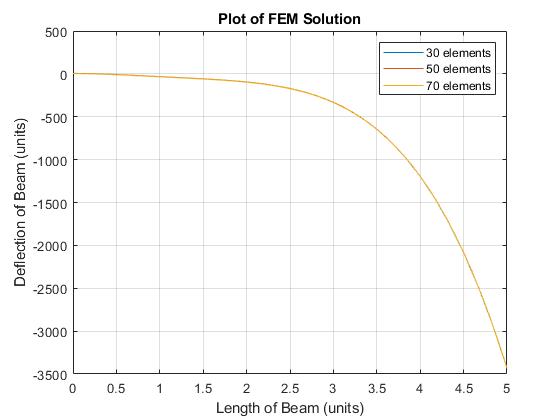 Plot of FEM Solution
500
0
-500
-1000
-1500
-2000
-2500
-3000
-3500
Deflection of Beam (units)
30 elements
50 elements
70 elements
0 0.5 1 1.5 2 2.5 3 3.5 4 4.5 5
Length of Beam (units)